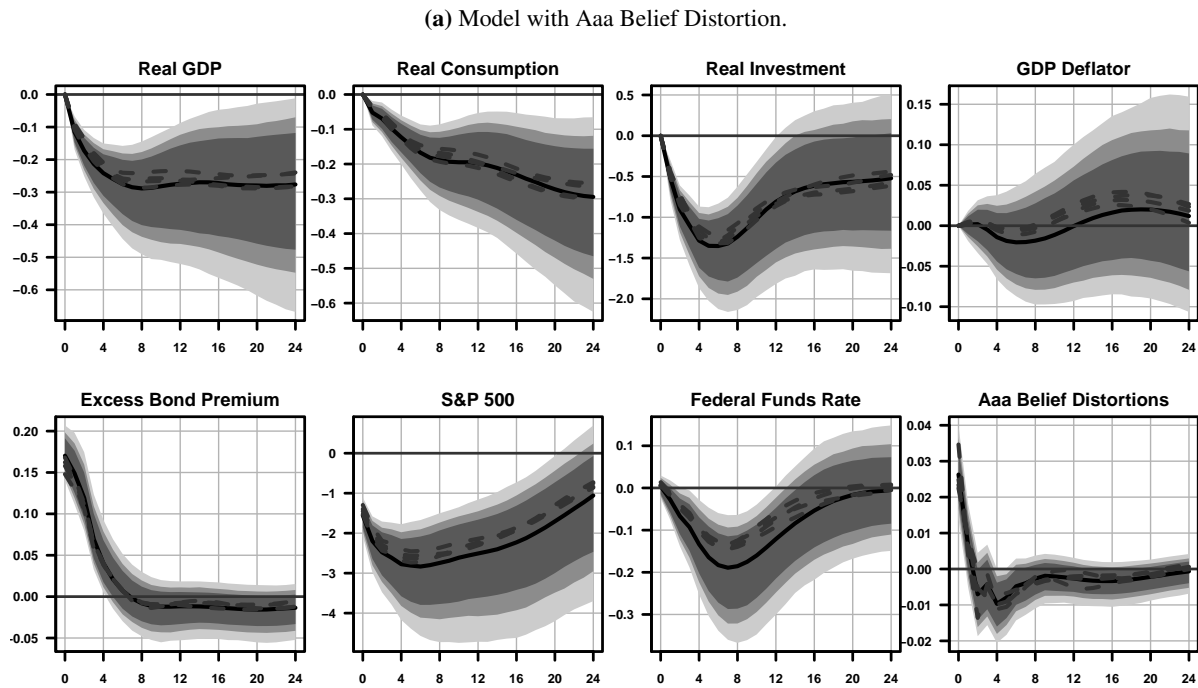 (a) Model with Aaa Belief Distortion.
Real GDP
Real Consumption
Real Investment
GDP Deflator
0.0
−0.1
−0.2
−0.3
−0.4
−0.5
−0.6
0 4 8 12 16 20 24
0.0
−0.1
−0.2
−0.3
−0.4
−0.5
−0.6
0 4 8 12 16 20 24
0.5
0.0
−0.5
−1.0
−1.5
−2.0
0 4 8 12 16 20 24
0.15
0.10
0.05
0.00
−0.05
−0.10
0 4 8 12 16 20 24
Excess Bond Premium
S&P 500
Federal Funds Rate
Aaa Belief Distortions
0.20
0.15
0.10
0.05
0.00
−0.05
0 4 8 12 16 20 24
0
−1
−2
−3
−4
0 4 8 12 16 20 24
0.1
0.0
−0.1
−0.2
−0.3
0 4 8 12 16 20 24
0.04
0.03
0.02
0.01
0.00
−0.01
−0.02
0 4 8 12 16 20 24